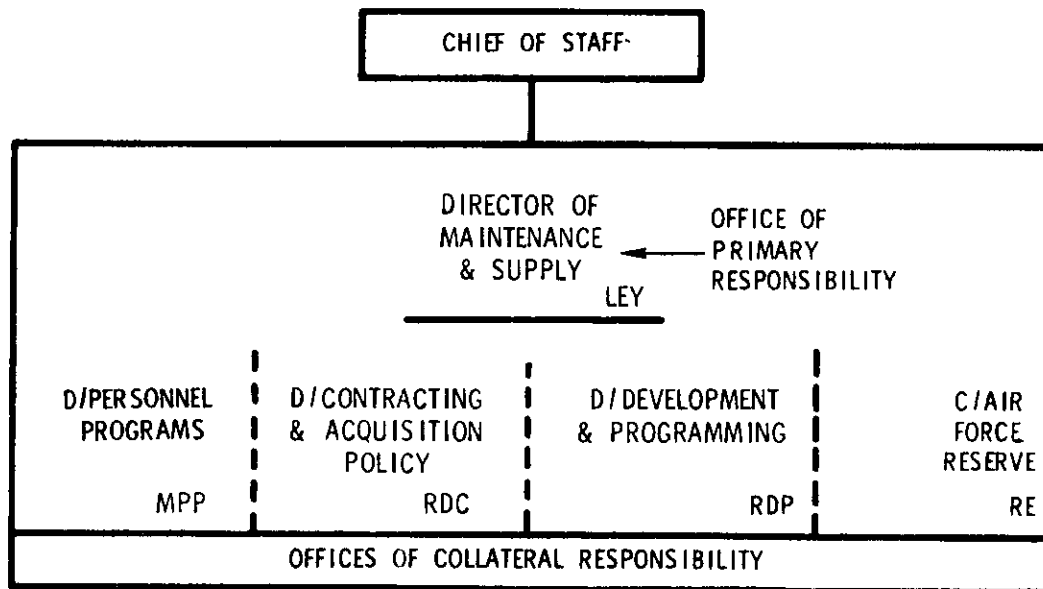 CHIEF OF STAFF
DIRECTOR OF
MAINTENANCE
& SUPPLY
LEY
OFFICE OF
PRIMARY
RESPONSIBILITY
D/PERSONNEL
PROGRAMS
MPP
D/CONTRACTING
& ACQUISITION
POLICY
RDC
D/DEVELOPMENT
& PROGRAMMING
RDP
C/AIR
FORCE
RESERVE
RE
OFFICES OF COLLATERAL RESPONSIBILITY